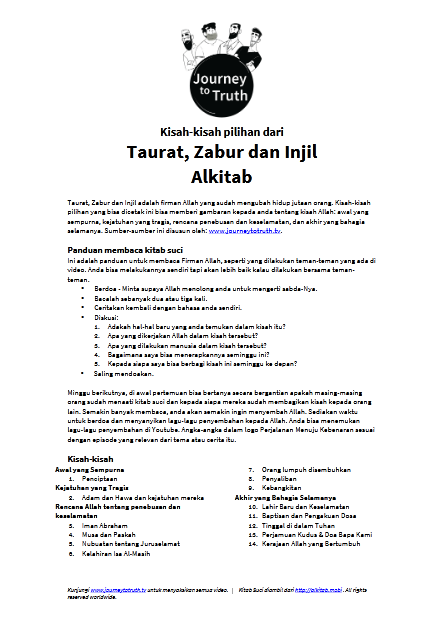 Journey
to
Truth
Kisah-kisah pilihan dari
Taurat, Zabur dan Injil
Alkitab
Taurat, Zabur dan Injil adalah firman Allah yang sudah mengubah hidup jutaan orang. Kisah-kisah
pilihan yang bisa dicetak ini bisa memberi gambaran kepada anda tentang kisah Allah: awal yang
sempurna, kejatuhan yang tragis, rencana penebusan dan keselamatan, dan akhir yang bahagia
selamanya. Sumber-sumber ini disusun oleh: www.journeytotruth.tv.
Panduan membaca kitab suci
Ini adalah panduan untuk membaca Firman Allah, seperti yang dilakukan teman-teman yang ada di
video. Anda bisa melakukannya sendiri tapi akan lebih baik kalau dilakukan bersama teman-
teman.
• Berdoa - Minta supaya Allah menolong anda untuk mengerti sabda-Nya.
• Bacalah sebanyak dua atau tiga kali.
• Ceritakan kembali dengan bahasa anda sendiri.
• Diskusi:
1. Adakah hal-hal baru yang anda temukan dalam kisah itu?
2. Apa yang dikerjakan Allah dalam kisah tersebut?
3. Apa yang dilakukan manusia dalam kisah tersebut?
4. Bagaimana saya bisa menerapkannya seminggu ini?
5. Kepada siapa saya bisa berbagi kisah ini seminggu ke depan?
• Saling mendoakan.
Minggu berikutnya, di awal pertemuan bisa bertanya secara bergantian apakah masing-masing
orang sudah menaati kitab suci dan kepada siapa mereka sudah membagikan kisah kepada orang
lain. Semakin banyak membaca, anda akan semakin ingin menyembah Allah. Sediakan waktu
untuk berdoa dan menyanyikan lagu-lagu penyembahan kepada Allah. Anda bisa menemukan
lagu-lagu penyembahan di Youtube. Angka-angka dalam logo Perjalanan Menuju Kebenaran sesuai
dengan episode yang relevan dari tema atau cerita itu.
Kisah-kisah
Awal yang Sempurna
1. Penciptaan
Kejatuhan yang Tragis
2. Adam dan Hawa dan kejatuhan mereka
Rencana Allah tentang penebusan dan
keselamatan
3. Iman Abraham
4. Musa dan Paskah
5. Nubuatan tentang Juruselamat
6. Kelahiran Isa Al-Masih
7. Orang lumpuh disembuhkan
8. Penyaliban
9. Kebangkitan
Akhir yang Bahagia Selamanya
10. Lahir Baru dan Keselamatan
11. Baptisan dan Pengakuan Dosa
12. Tinggal di dalam Tuhan
13. Perjamuan Kudus & Doa Bapa Kami
14. Kerajaan Allah yang Bertumbuh
Kunjungi www.journeytotruth.tv untuk menyaksikan semua video. | Kitab Suci diambil dari http://alkitab.mobi. All rights
reserved worldwide.